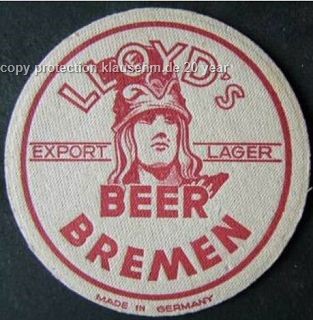 copy protection klausehm.de 20 year
LLOYD's
EXPORT LAGER
BEER
BREMEN
MADE IN GERMANY